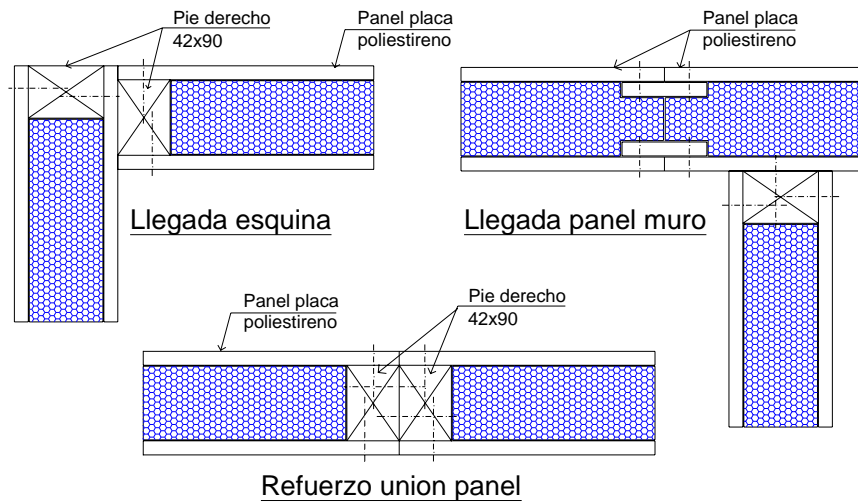 Pie derecho
42x90
Panel placa
poliestireno
Panel placa
poliestireno
Llegada esquina
Llegada panel muro
Panel placa
poliestireno
Pie derecho
42x90
Refuerzo union panel